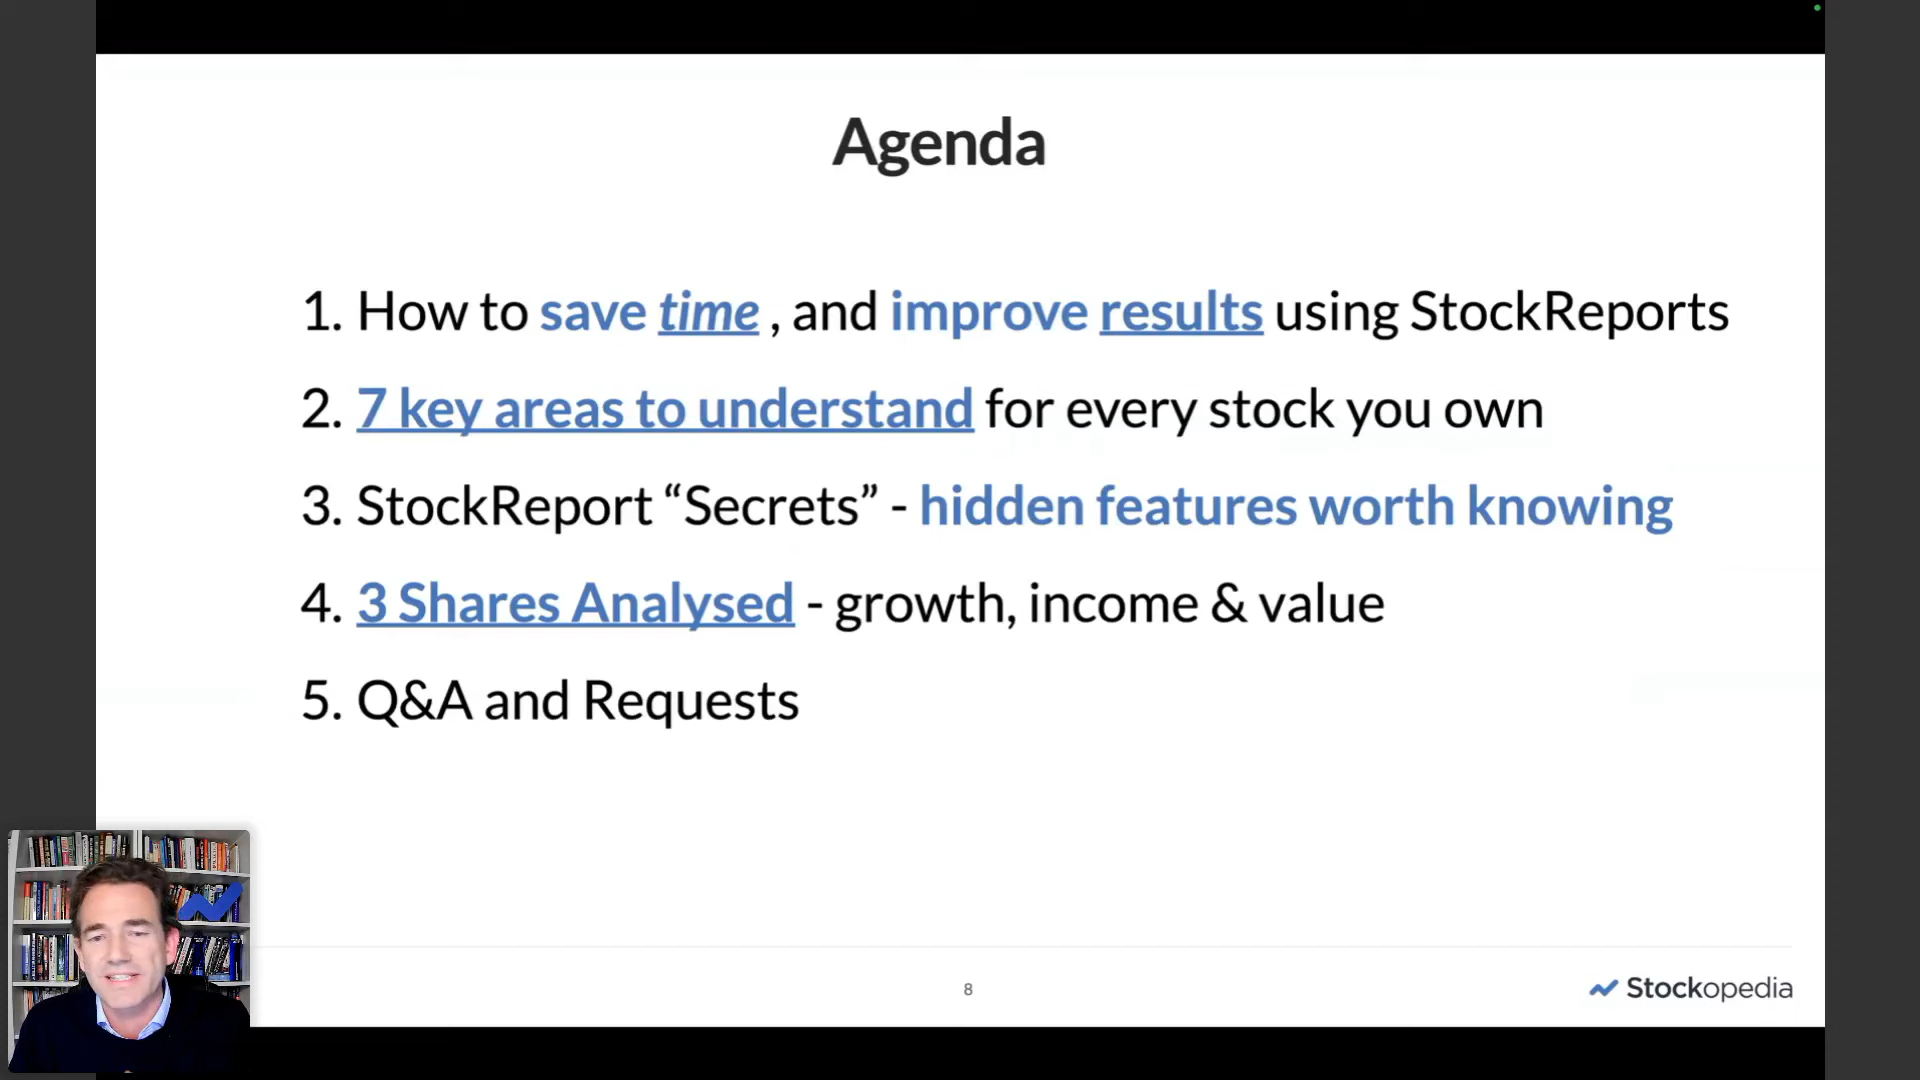 Agenda
1. How to save time , and improve results using StockReports
2. 7 key areas to understand for every stock you own
3. StockReport “Secrets” - hidden features worth knowing
4. 3 Shares Analysed - growth, income & value
5. Q&A and Requests
8
Stockopedia